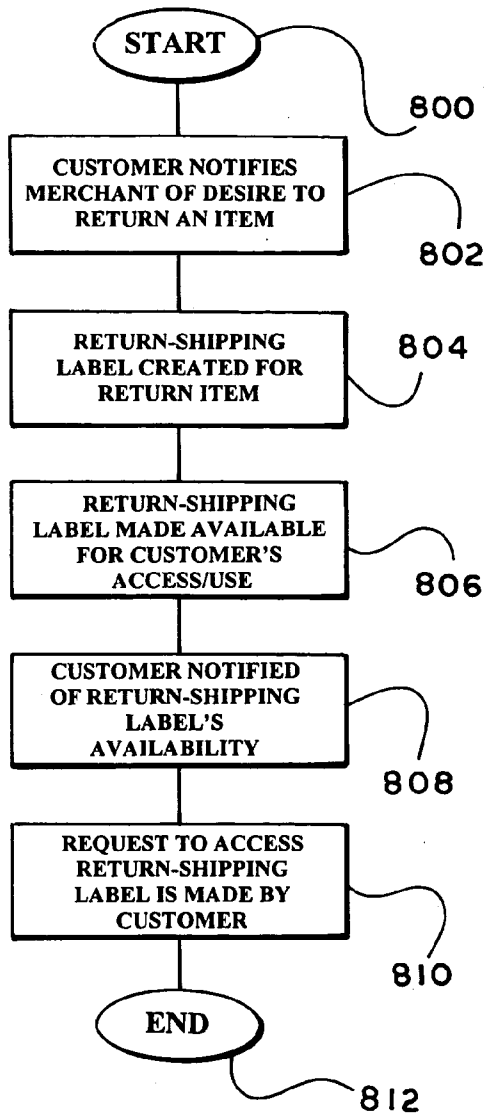 START
800
CUSTOMER NOTIFIES
MERCHANT OF DESIRE TO
RETURN AN ITEM
802
RETURN-SHIPPING
LABEL CREATED FOR
RETURN ITEM
804
RETURN-SHIPPING
LABEL MADE AVAILABLE
FOR CUSTOMER'S
ACCESS/USE
806
CUSTOMER NOTIFIED
OF RETURN-SHIPPING
LABEL'S
AVAILABILITY
808
REQUEST TO ACCESS
RETURN-SHIPPING
LABEL IS MADE BY
CUSTOMER
810
END
812